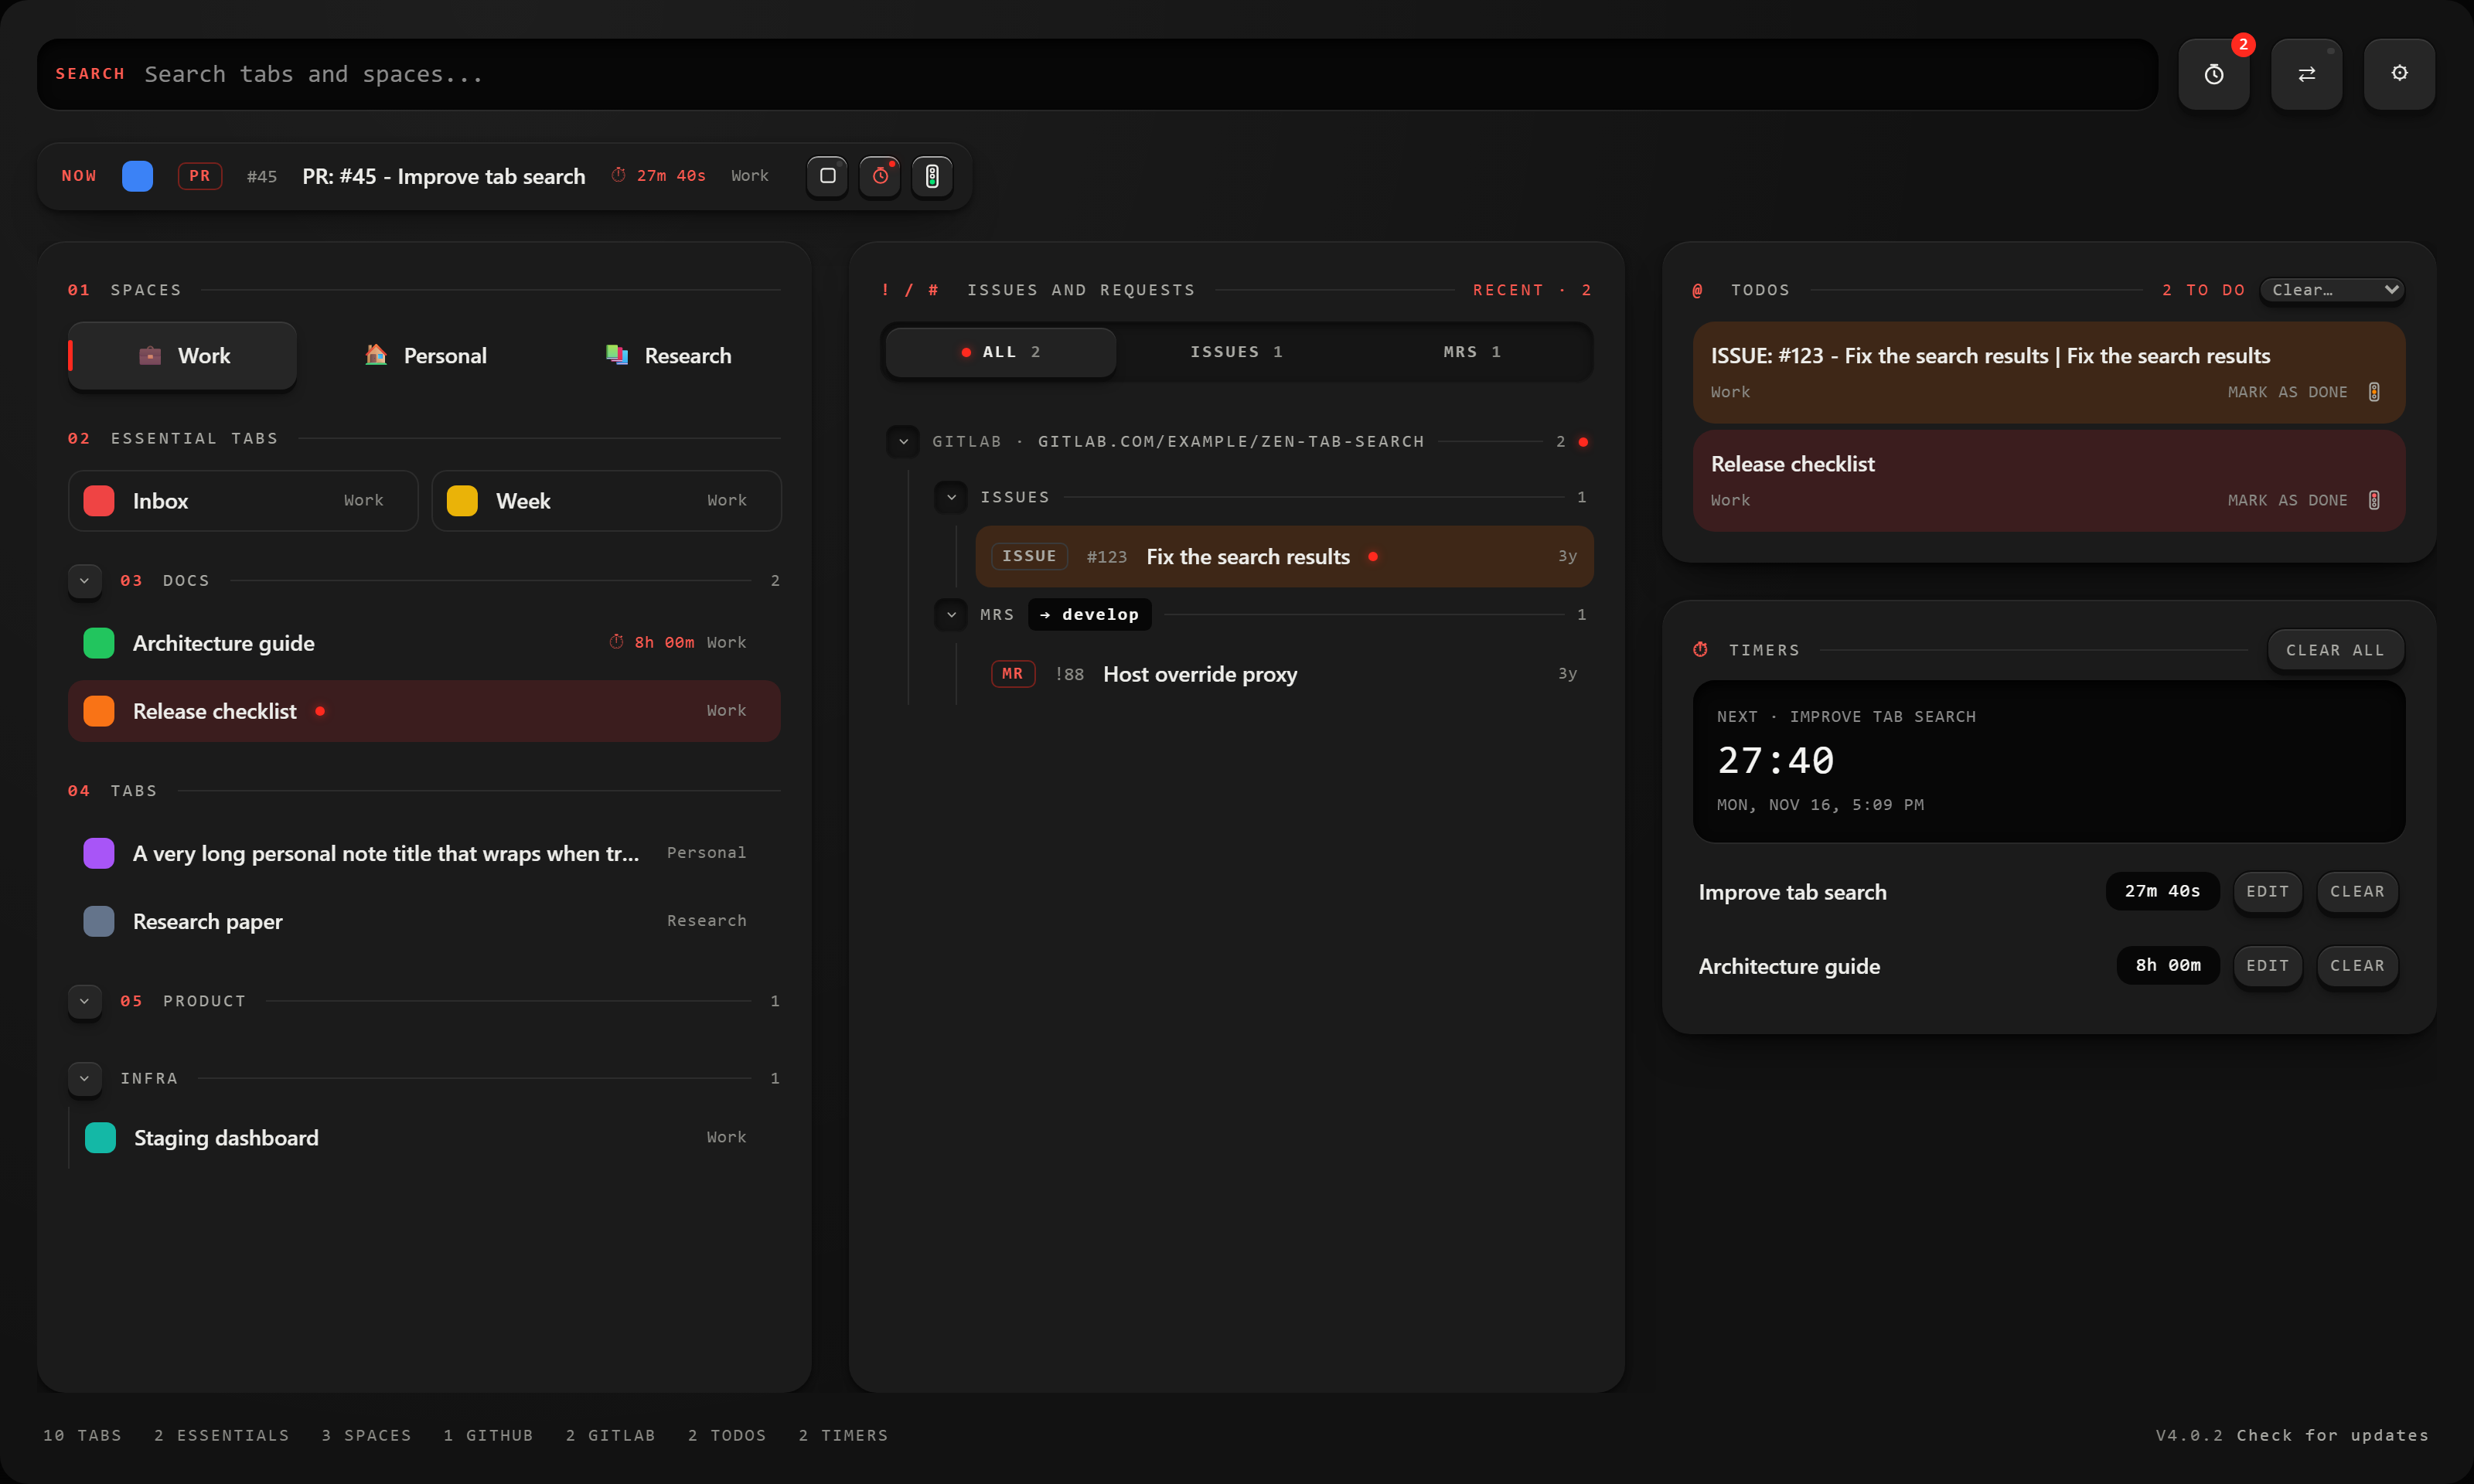 SEARCH Search tabs and spaces...
2
NOW PR #45 PR: #45 - Improve tab search 27m 40s Work
01 SPACES
Work Personal Research
02 ESSENTIAL TABS
Inbox Work Week Work
03 DOCS 2
Architecture guide 8h 00m Work
Release checklist Work
04 TABS
A very long personal note title that wraps when tr... Personal
Research paper Research
05 PRODUCT 1
INFRA 1
Staging dashboard Work
! / # ISSUES AND REQUESTS RECENT · 2
ALL 2 ISSUES 1 MRS 1
GITLAB · GITLAB.COM/EXAMPLE/ZEN-TAB-SEARCH 2
ISSUES 1
ISSUE #123 Fix the search results 3y
MRS → develop 1
MR !88 Host override proxy 3y
@ TODOS 2 TO DO Clear…
ISSUE: #123 - Fix the search results | Fix the search results
Work MARK AS DONE
Release checklist
Work MARK AS DONE
TIMERS CLEAR ALL
NEXT · IMPROVE TAB SEARCH
27:40
MON, NOV 16, 5:09 PM
Improve tab search 27m 40s EDIT CLEAR
Architecture guide 8h 00m EDIT CLEAR
10 TABS 2 ESSENTIALS 3 SPACES 1 GITHUB 2 GITLAB 2 TODOS 2 TIMERS
V4.0.2 Check for updates